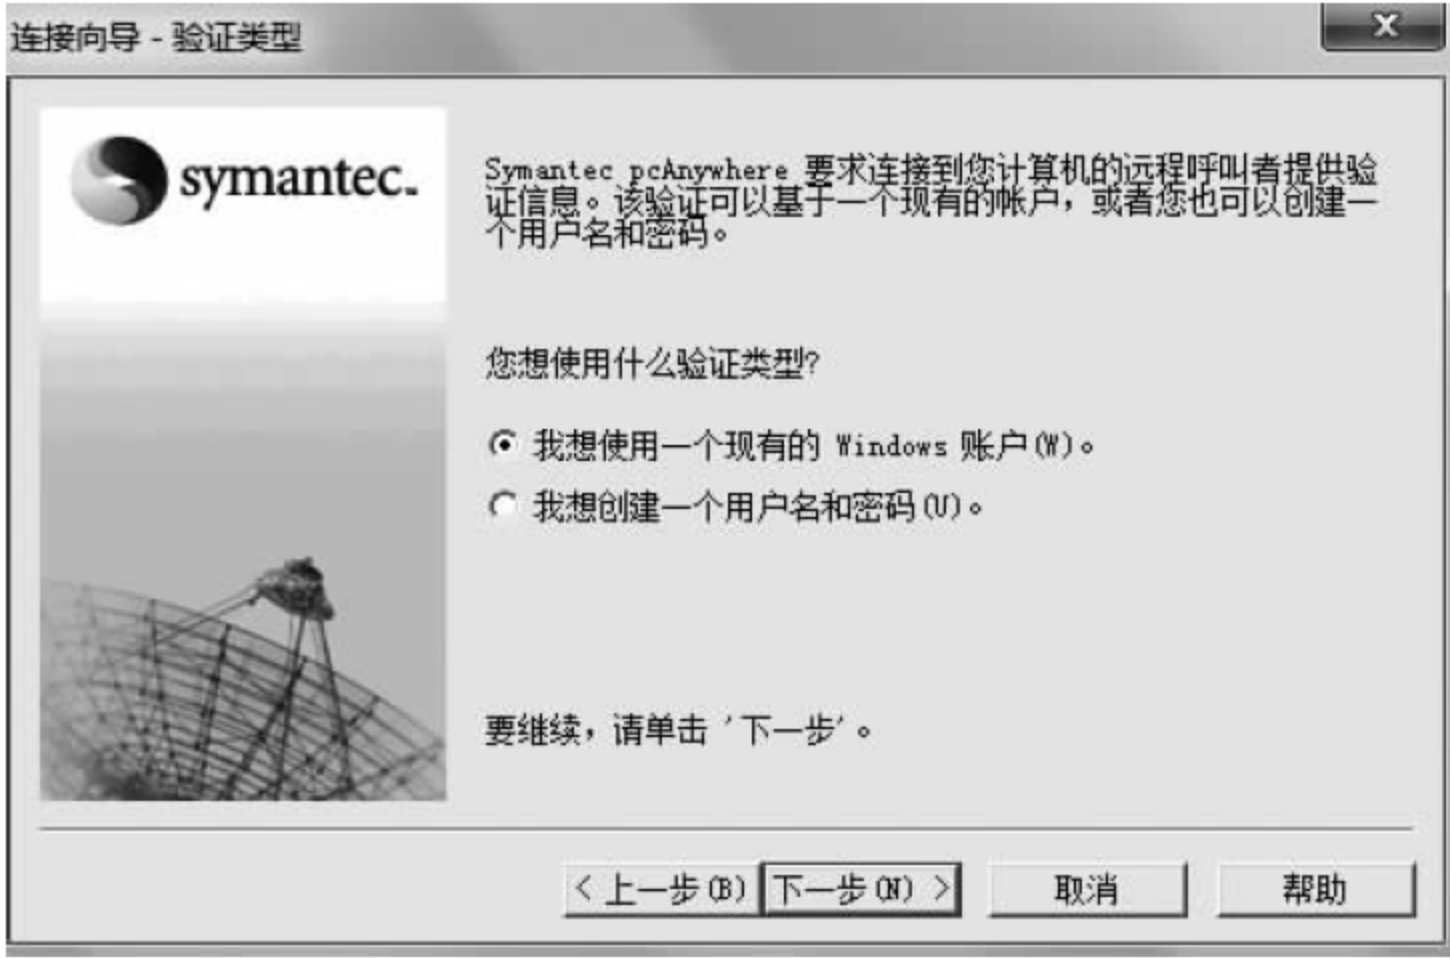 连接向导 - 验证类型
symantec.
Symantec pcAnywhere 要求连接到您计算机的远程呼叫者提供验
证信息。该验证可以基于一个现有的帐户，或者您也可以创建一
个用户名和密码。
您想使用什么验证类型?
我想使用一个现有的 Windows 账户(W)。
我想创建一个用户名和密码(U)。
要继续，请单击 '下一步'。
< 上一步(B) 下一步(N) > 取消 帮助